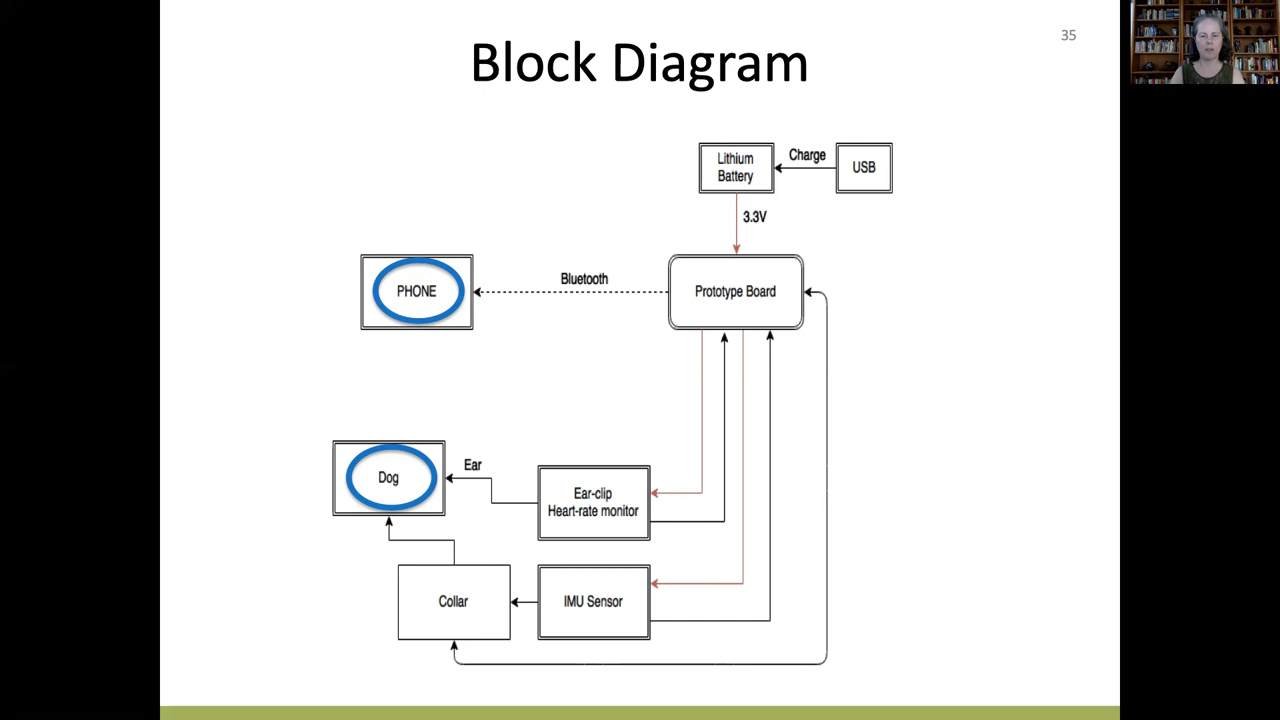 35
Block Diagram
Lithium
Battery
Charge
USB
3.3V
PHONE
Bluetooth
Prototype Board
Dog
Ear
Ear-clip
Heart-rate monitor
Collar
IMU Sensor